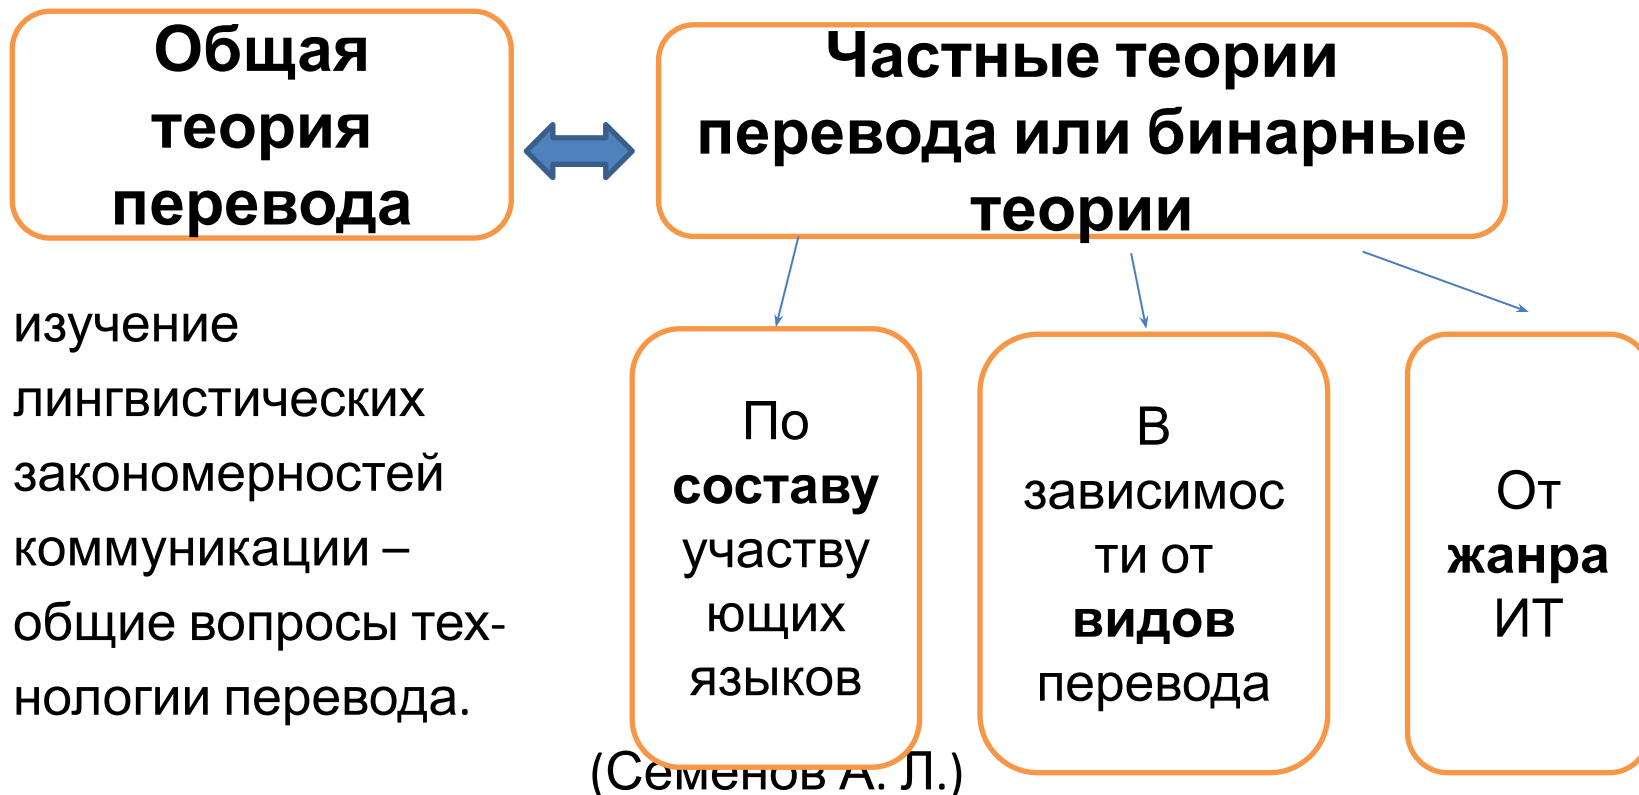 Общая
теория
перевода
Частные теории
перевода или бинарные
теории
изучение
лингвистических
закономерностей
коммуникации –
общие вопросы тех-
нологии перевода.
По
составу
участву
ющих
языков
В
зависимос
ти от
видов
перевода
От
жанра
ИТ
(Семенов А. Л.)